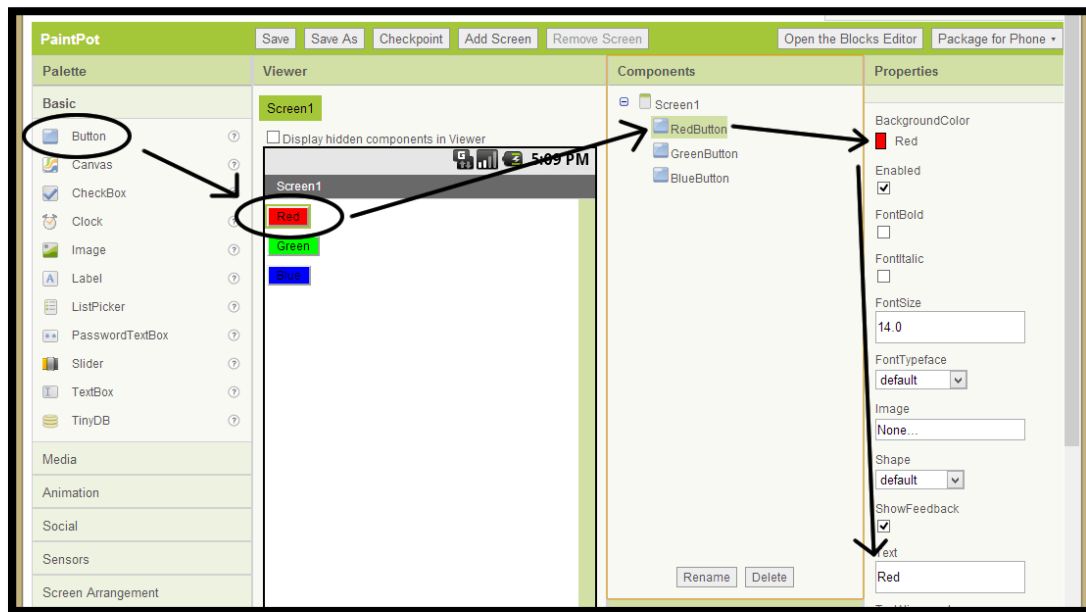 PaintPot
Save
Save As
Checkpoint
Add Screen
Remove Screen
Open the Blocks Editor
Package for Phone
Palette
Basic
Button
Canvas
CheckBox
Clock
Image
Label
ListPicker
PasswordTextBox
Slider
TextBox
TinyDB
Media
Animation
Social
Sensors
Screen Arrangement
Viewer
Screen1
Display hidden components in Viewer
5:09 PM
Screen1
Red
Green
Blue
Components
Screen1
RedButton
GreenButton
BlueButton
Rename
Delete
Properties
BackgroundColor
Red
Enabled
FontBold
FontItalic
FontSize
14.0
FontTypeface
default
Image
None...
Shape
default
ShowFeedback
Text
Red